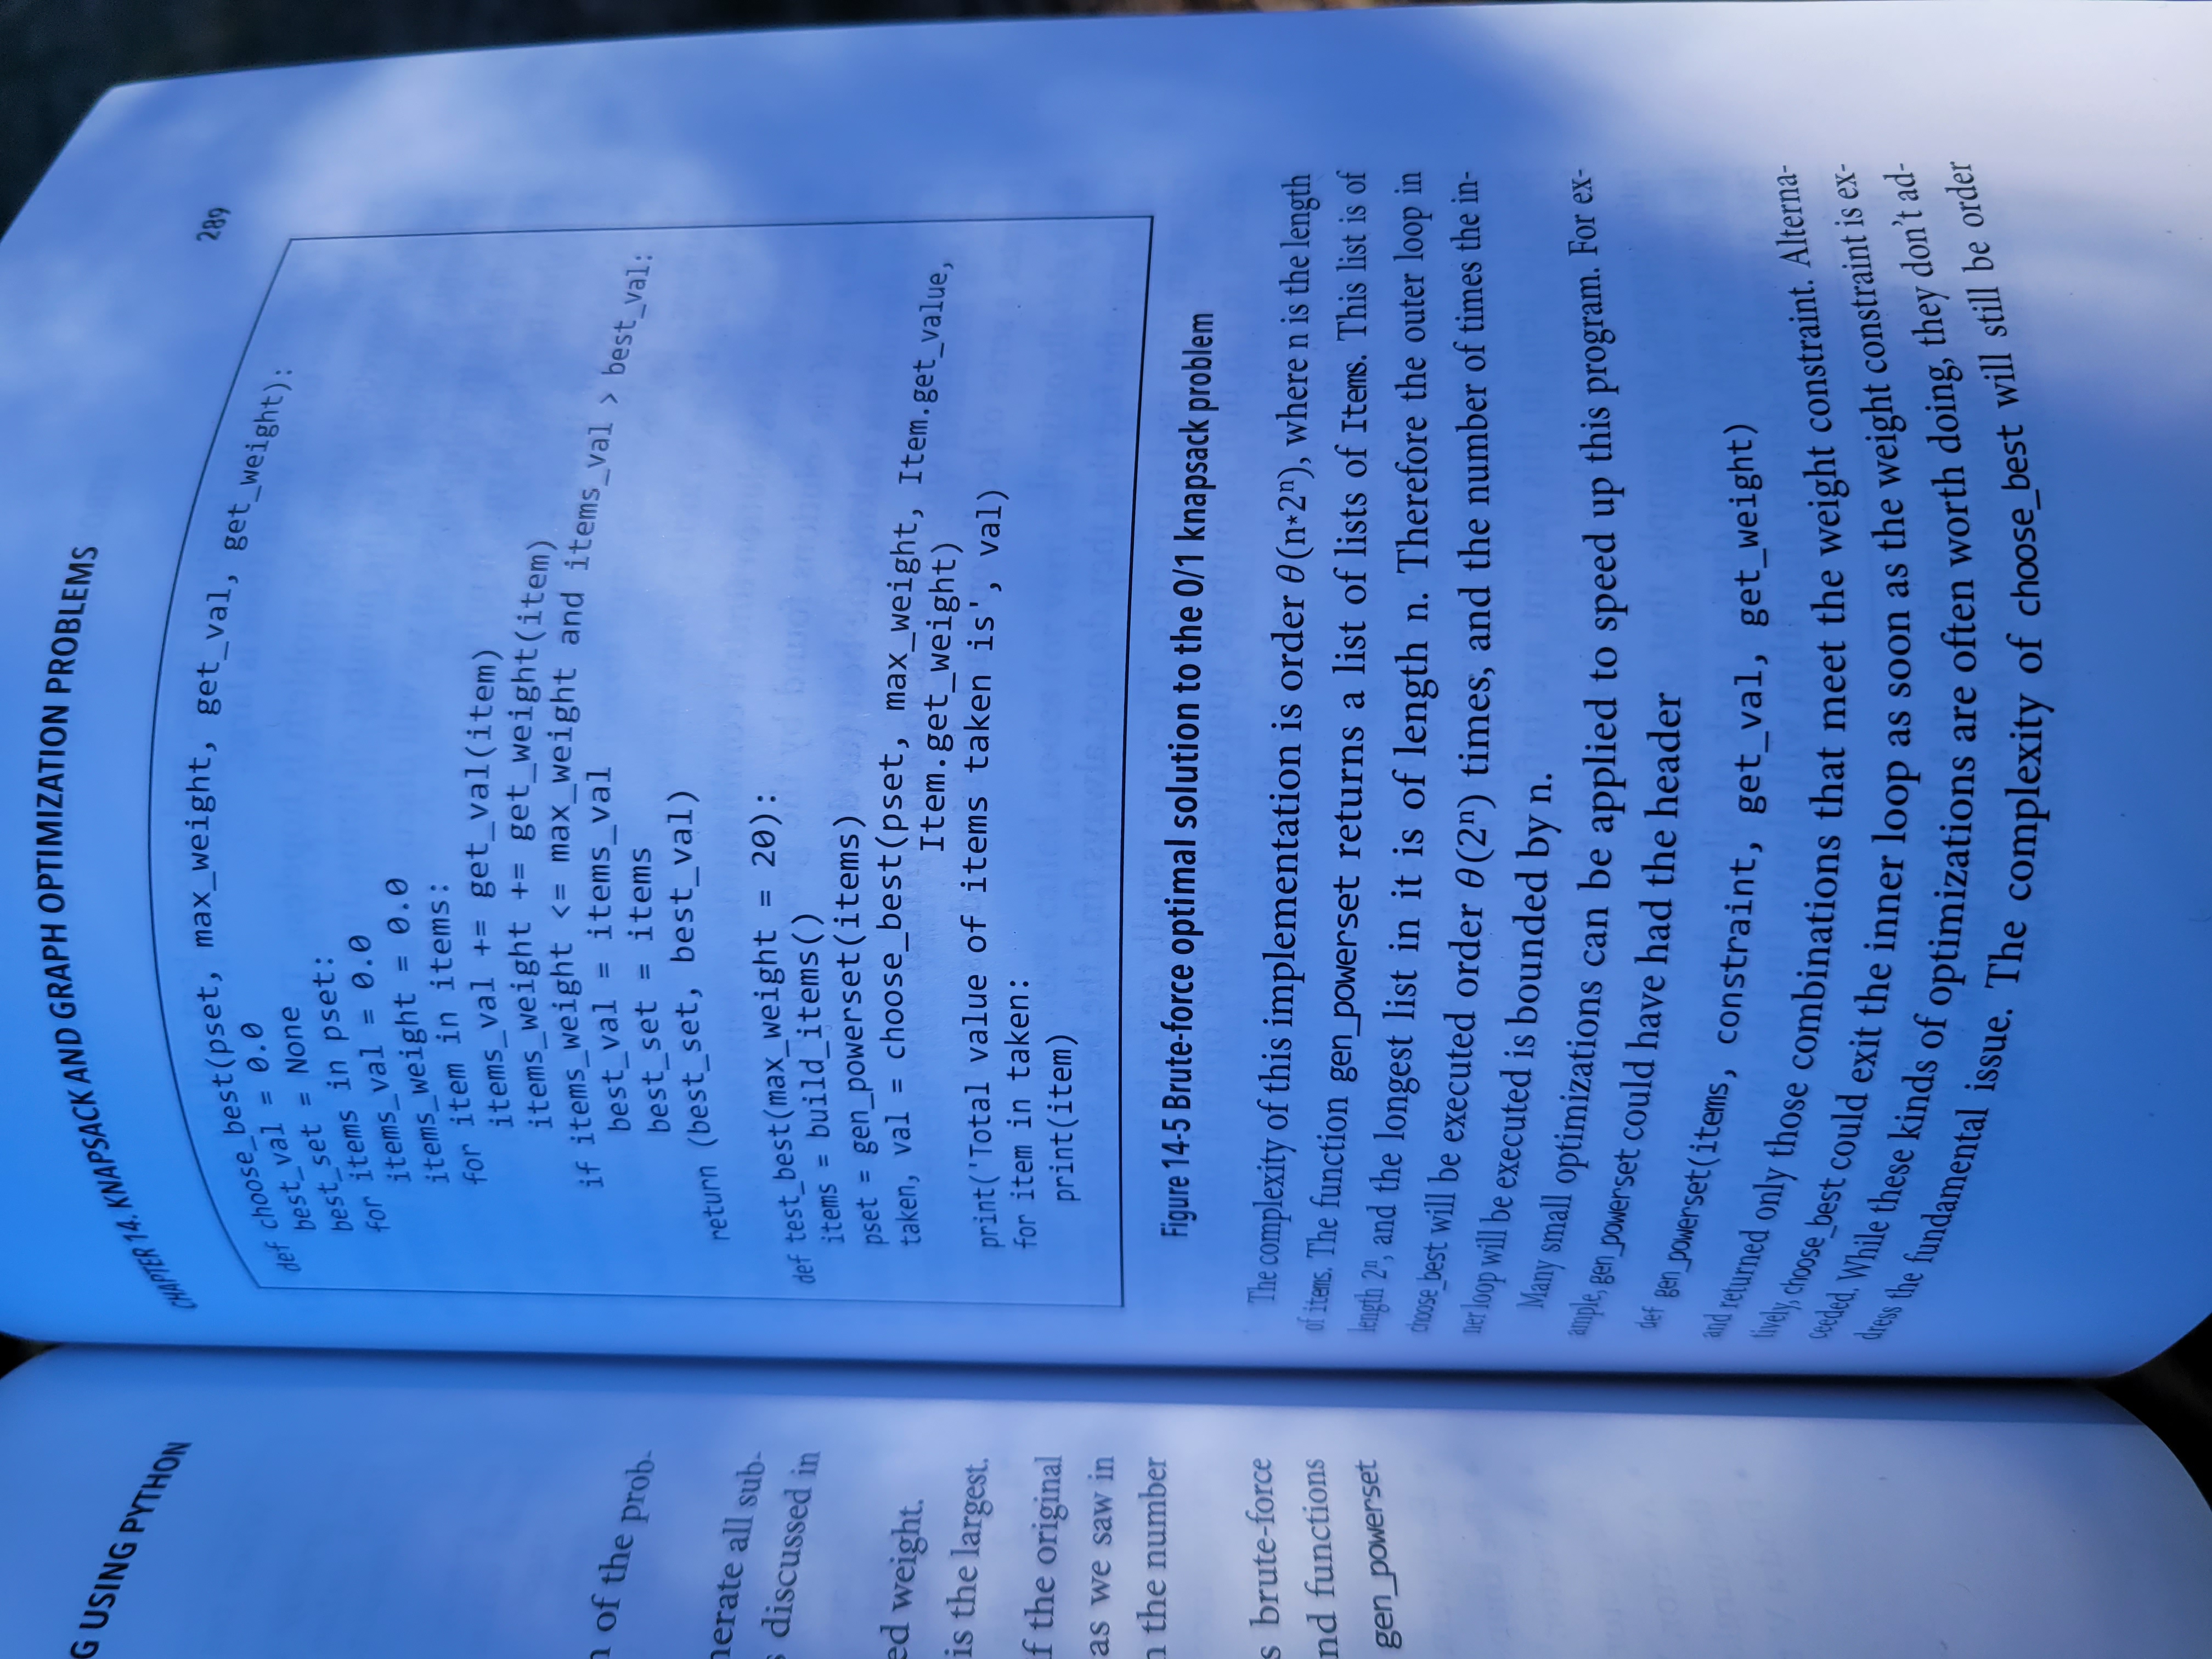 G USING PYTHON
n of the prob-
nerate all sub-
s discussed in
ed weight.
is the largest.
f the original
as we saw in
n the number
s brute-force
nd functions
gen_powerset
CHAPTER 14. KNAPSACK AND GRAPH OPTIMIZATION PROBLEMS
289
def choose_best(pset, max_weight, get_val, get_weight):
    best_val = 0.0
    best_set = None
    for items in pset:
        items_val = 0.0
        items_weight = 0.0
        for item in items:
            items_val += get_val(item)
            items_weight += get_weight(item)
        if items_weight <= max_weight and items_val > best_val:
            best_val = items_val
            best_set = items
    return (best_set, best_val)
def test_best(max_weight = 20):
    items = build_items()
    pset = gen_powerset(items)
    taken, val = choose_best(pset, max_weight, Item.get_value,
                             Item.get_weight)
    print('Total value of items taken is', val)
    for item in taken:
        print(item)
Figure 14-5 Brute-force optimal solution to the 0/1 knapsack problem
The complexity of this implementation is order θ(n*2ⁿ), where n is the length
of items. The function gen_powerset returns a list of lists of Items. This list is of
length 2ⁿ, and the longest list in it is of length n. Therefore the outer loop in
choose_best will be executed order θ(2ⁿ) times, and the number of times the in-
ner loop will be executed is bounded by n.
Many small optimizations can be applied to speed up this program. For ex-
ample, gen_powerset could have had the header
def gen_powerset(items, constraint, get_val, get_weight)
and returned only those combinations that meet the weight constraint. Alterna-
tively, choose_best could exit the inner loop as soon as the weight constraint is ex-
ceeded. While these kinds of optimizations are often worth doing, they don't ad-
dress the fundamental issue. The complexity of choose_best will still be order